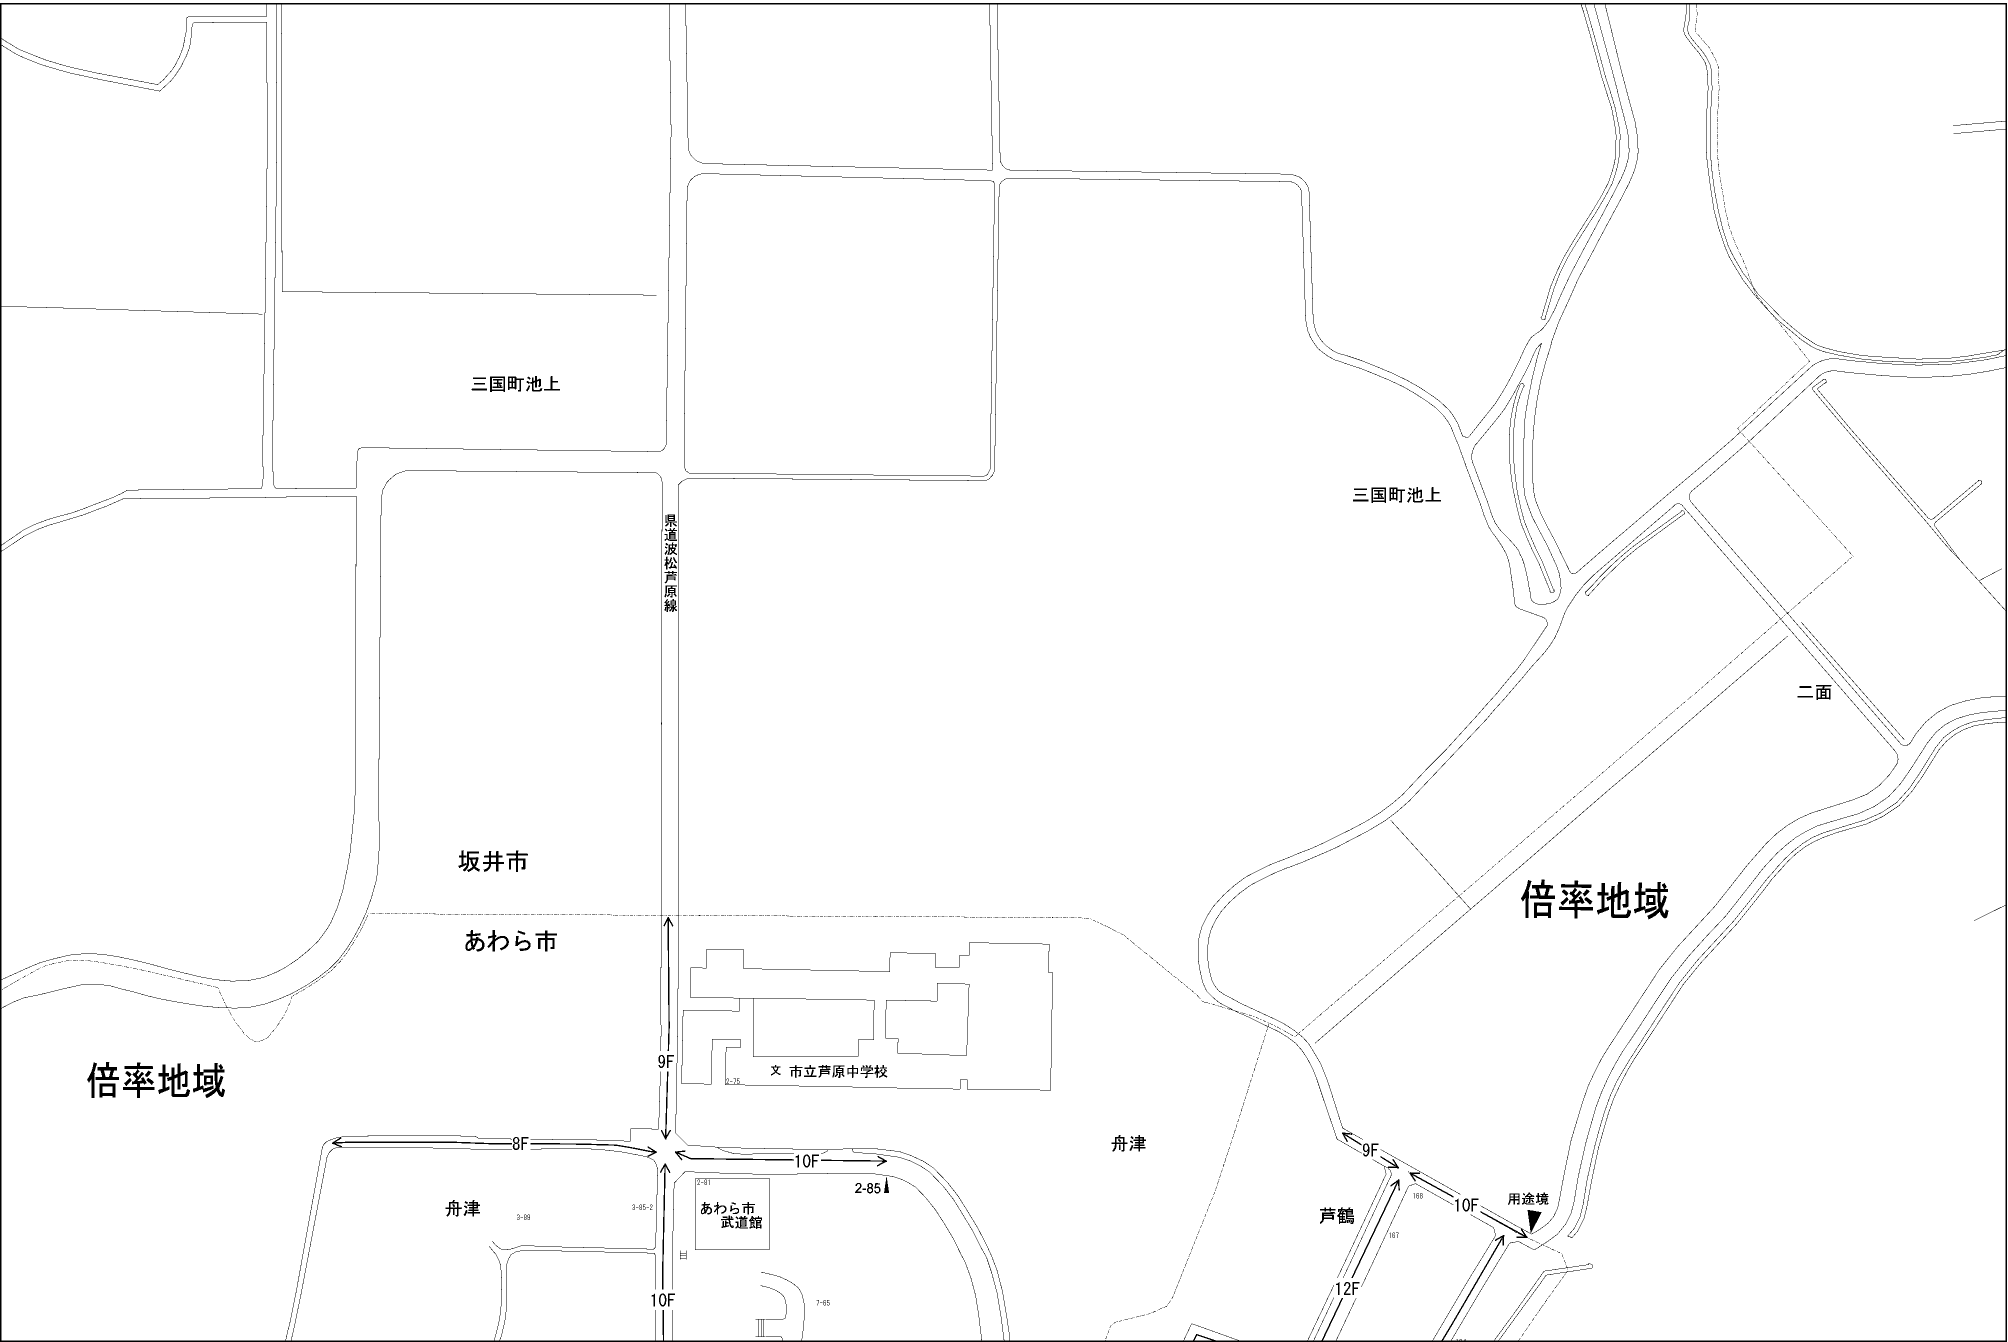 三国町池上
三国町池上
県道波松芦原線
二面
坂井市
倍率地域
あわら市
9F
文 市立芦原中学校
2-75
倍率地域
8F
10F
舟津
9F
2-85
2-81
あわら市
武道館
舟津
3-89
3-85-2
168
10F
用途境
芦鶴
167
12F
10F
7-65